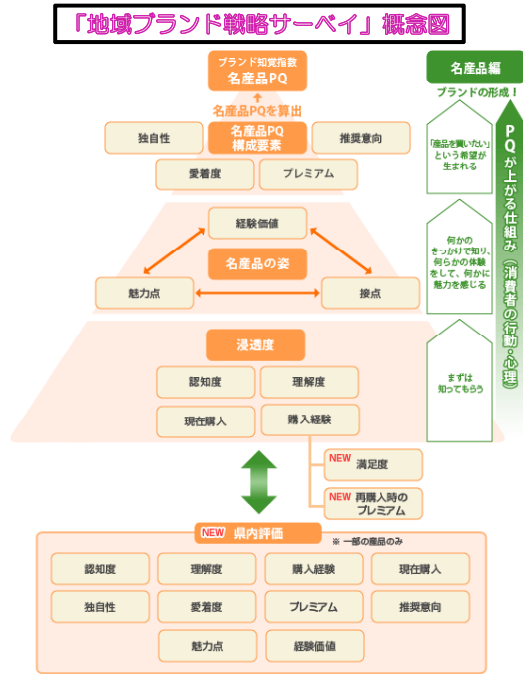 「地域ブランド戦略サーベイ」概念図
ブランド知覚指数
名産品PQ
名産品編
ブランドの形成！
名産品PQを算出
独自性
名産品PQ
構成要素
推奨意向
愛着度
プレミアム
「産品を買いたい」
という希望が
生まれる
PQが上がる仕組み（消費者の行動・心理）
経験価値
名産品の姿
魅力点
接点
何かの
きっかけで知り、
何らかの体験
をして、何かに
魅力を感じる
浸透度
認知度
理解度
現在購入
購入経験
まずは
知ってもらう
NEW 満足度
NEW 再購入時の
プレミアム
NEW 県内評価
※ 一部の産品のみ
認知度
理解度
購入経験
現在購入
独自性
愛着度
プレミアム
推奨意向
魅力点
経験価値